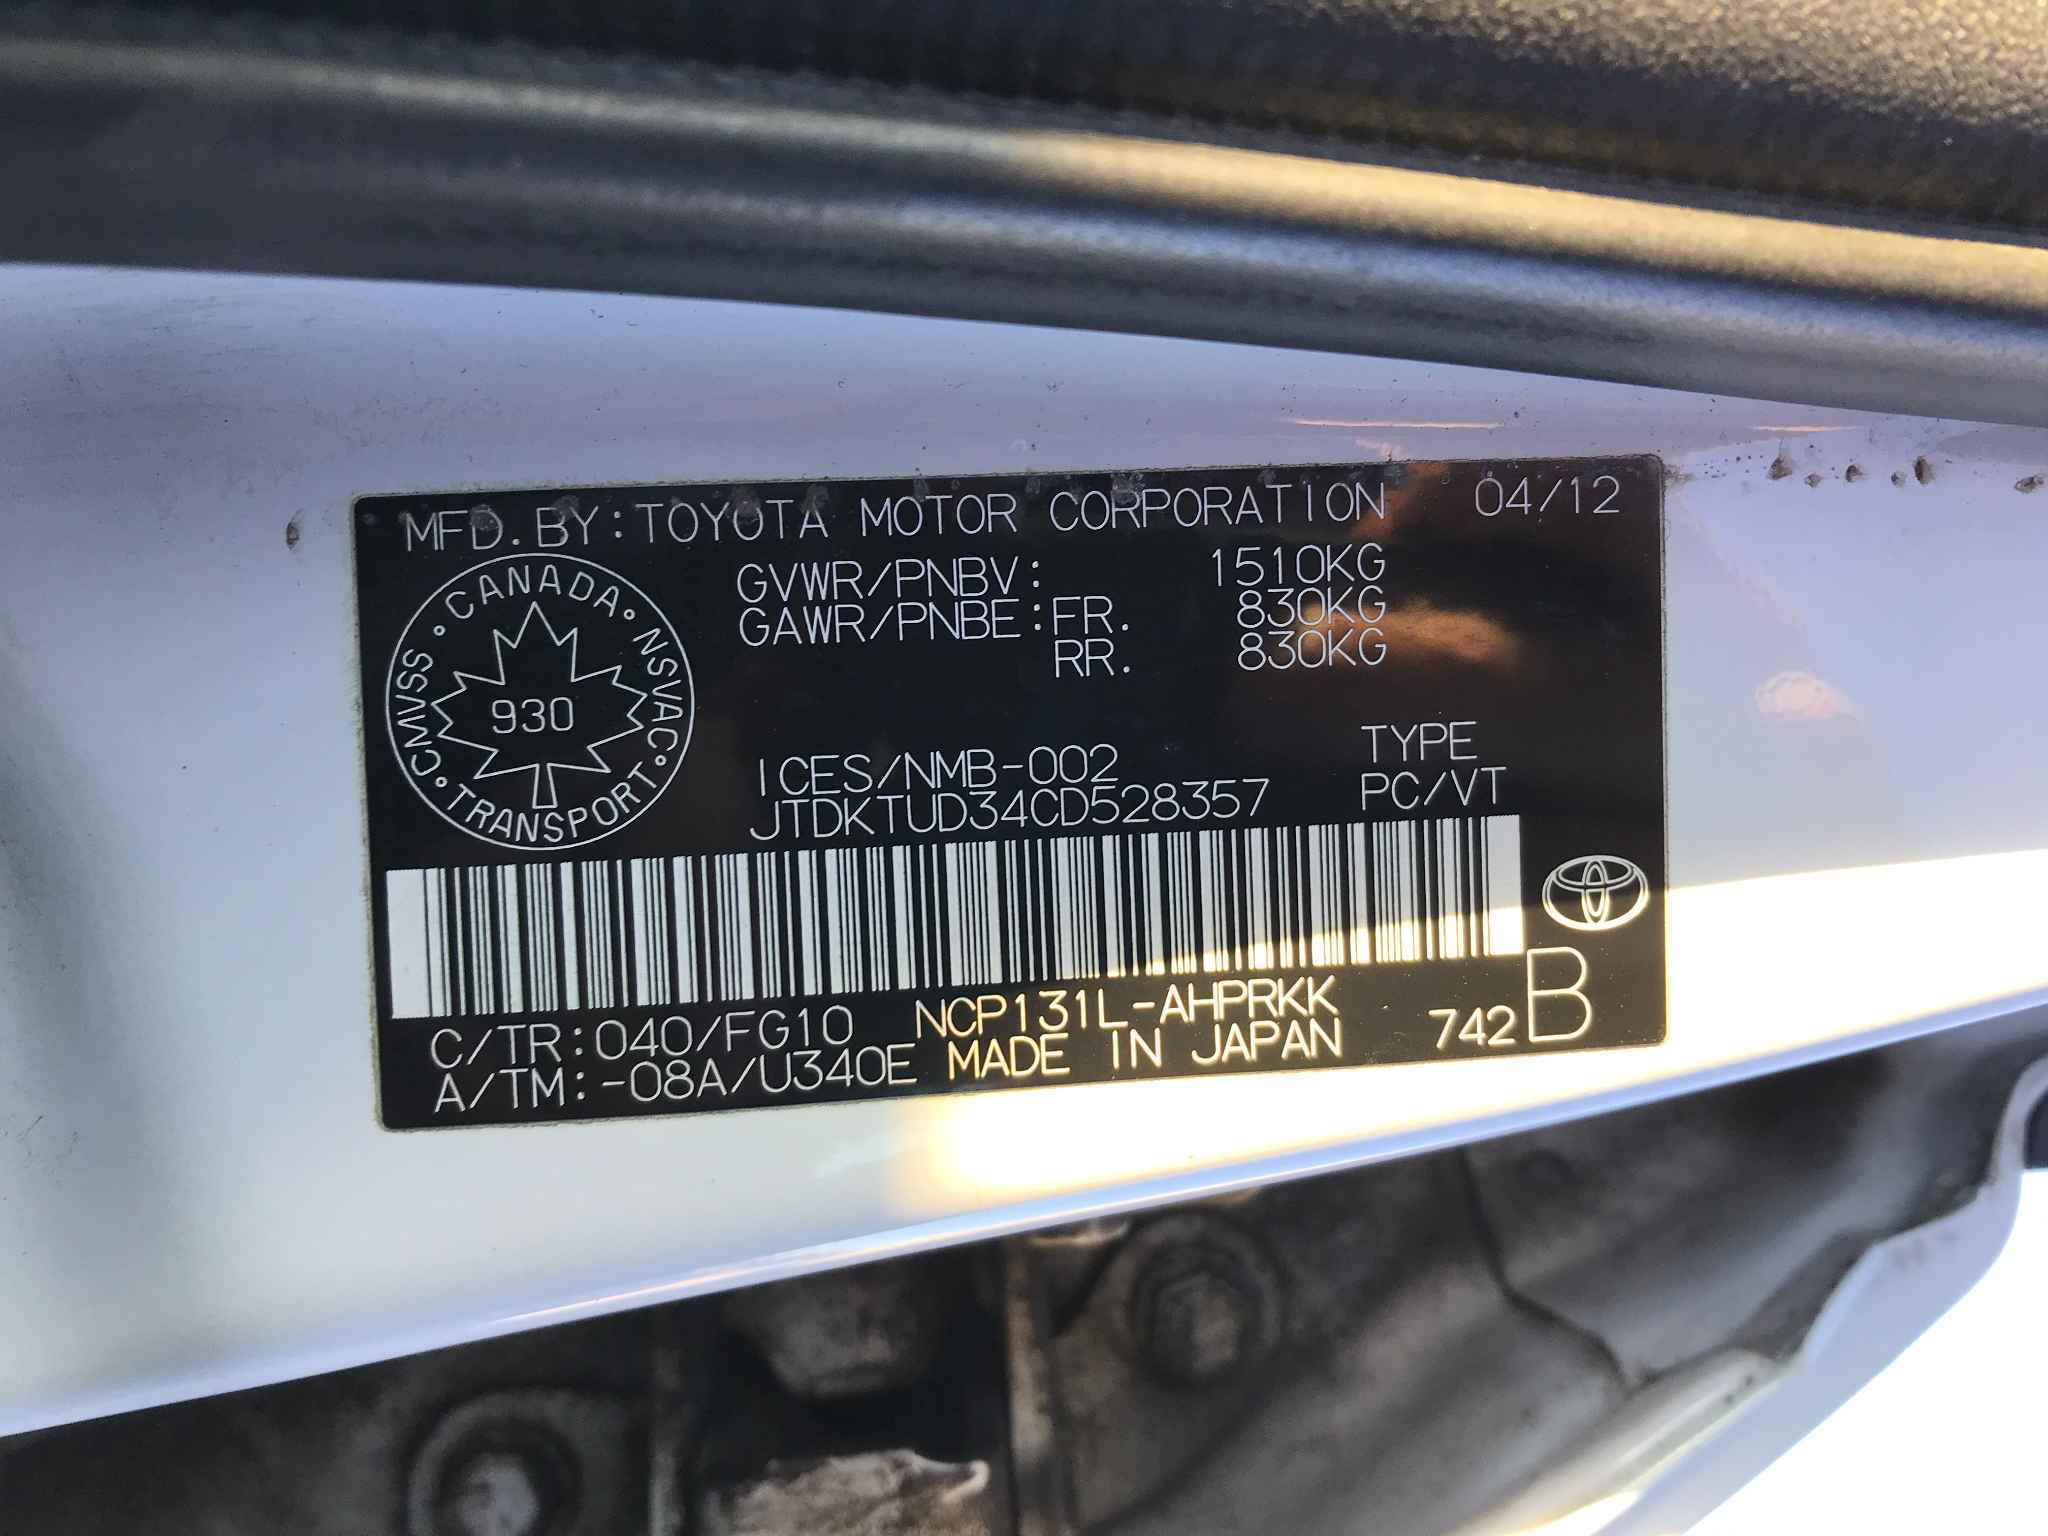 MFD. BY:TOYOTA MOTOR CORPORATION 04/12
CANADA
CMVSS NSVAC
930
TRANSPORT
GVWR/PNBV: 1510KG
GAWR/PNBE:FR. 830KG
RR. 830KG
ICES/NMB-002 TYPE
JTDKTUD34CD528357 PC/VT
C/TR:040/FG10 NCP131L-AHPRKK
A/TM:-08A/U340E MADE IN JAPAN 742B